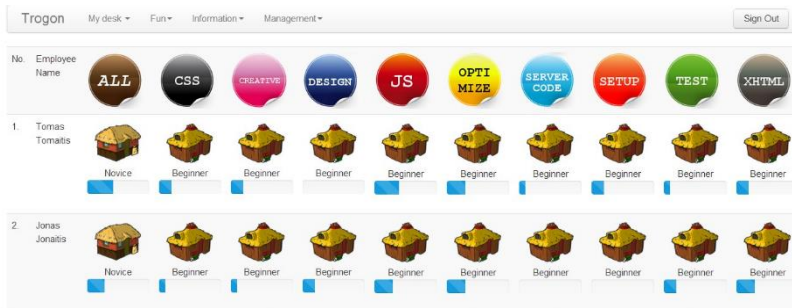 Trogon My desk Fun Information Management Sign Out
No. Employee Name ALL CSS CREATIVE DESIGN JS OPTI MIZE SERVER CODE SETUP TEST XHTML
1. Tomas Tomaitis
Novice Beginner Beginner Beginner Beginner Beginner Beginner Beginner Beginner Beginner
2. Jonas Jonaitis
Novice Beginner Beginner Beginner Beginner Beginner Beginner Beginner Beginner Beginner